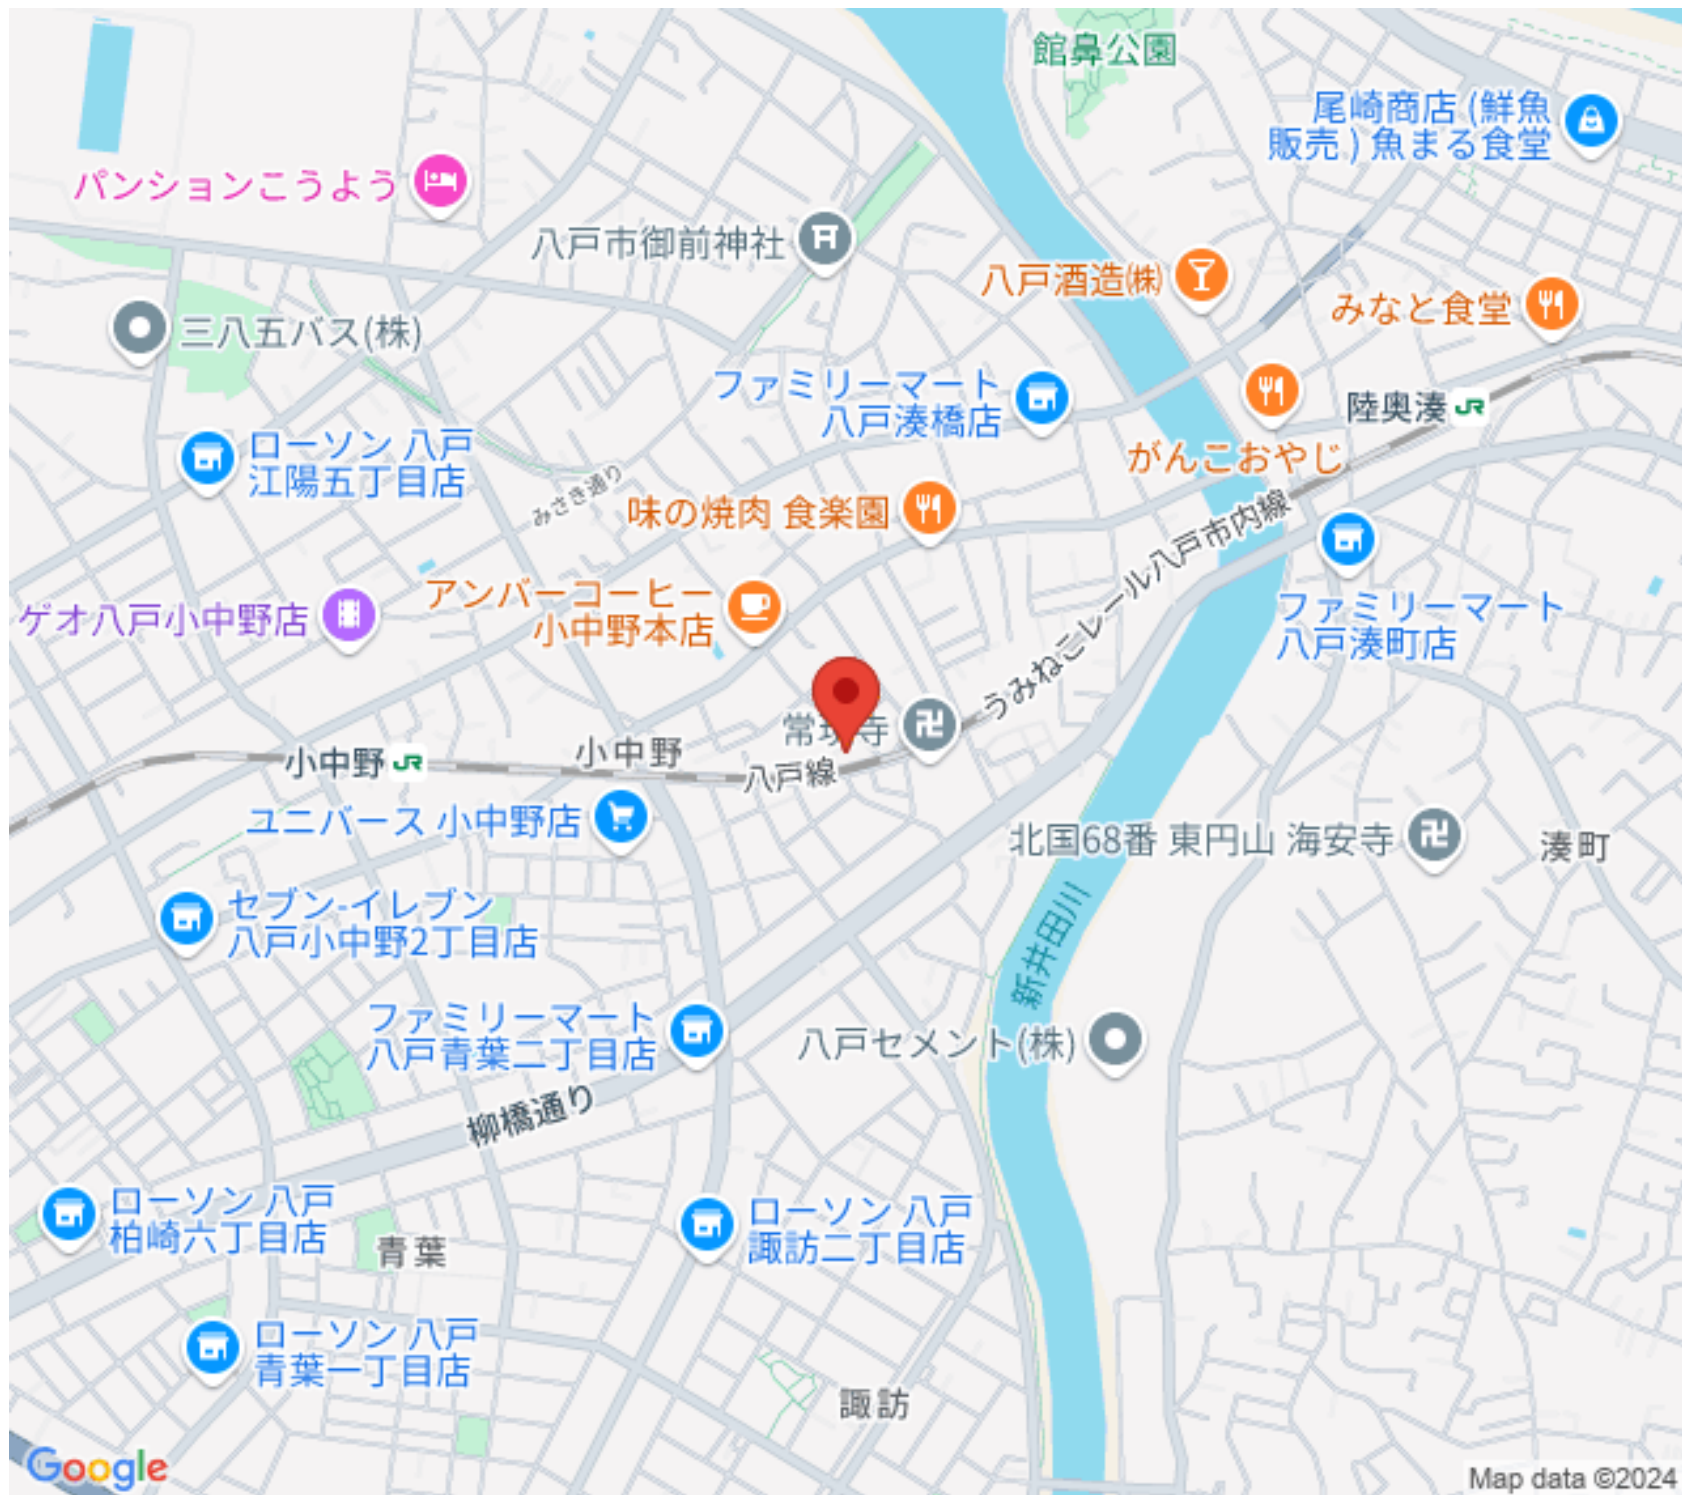 館鼻公園
尾崎商店 (鮮魚
販売 ) 魚まる食堂
パンションこうよう
八戸市御前神社
八戸酒造㈱
みなと食堂
三八五バス(株)
ファミリーマート
八戸湊橋店
陸奥湊 JR
ローソン 八戸
江陽五丁目店
がんこおやじ
みさき通り
味の焼肉 食楽園
うみねこレール八戸市内線
アンバーコーヒー
小中野本店
ゲオ八戸小中野店
ファミリーマート
八戸湊町店
常現寺
小中野 JR
小中野
八戸線
ユニバース 小中野店
北国68番 東円山 海安寺
湊町
セブン-イレブン
八戸小中野2丁目店
新井田川
ファミリーマート
八戸青葉二丁目店
八戸セメント(株)
柳橋通り
ローソン 八戸
柏崎六丁目店
ローソン 八戸
諏訪二丁目店
青葉
ローソン 八戸
青葉一丁目店
諏訪
Google
Map data ©2024